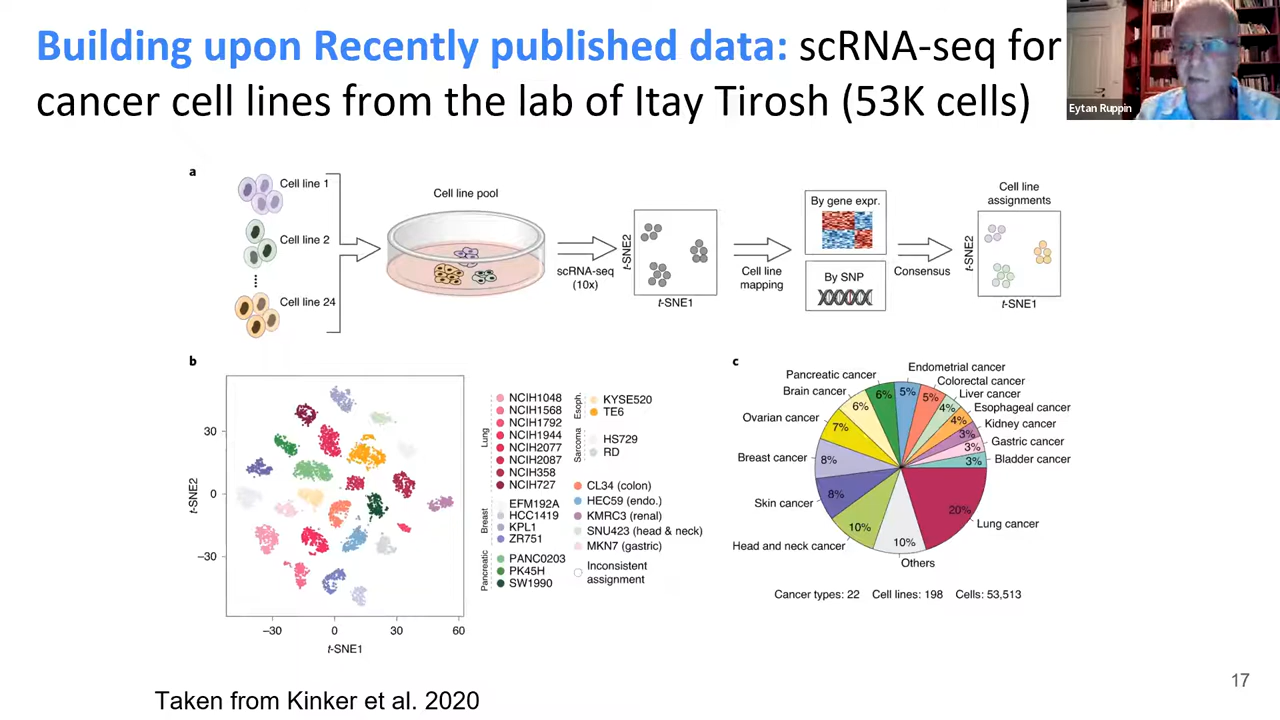 Building upon Recently published data: scRNA-seq for
cancer cell lines from the lab of Itay Tirosh (53K cells)
Eytan Ruppin
a
Cell line 1
Cell line 2
Cell line 24
Cell line pool
scRNA-seq
(10x)
t-SNE2
t-SNE1
Cell line
mapping
By gene expr.
By SNP
Consensus
Cell line
assignments
t-SNE2
t-SNE1
b
30
0
−30
t-SNE2
−30
0
30
60
t-SNE1
Lung
NCIH1048
NCIH1568
NCIH1792
NCIH1944
NCIH2077
NCIH2087
NCIH358
NCIH727
Breast
EFM192A
HCC1419
KPL1
ZR751
Pancreatic
PANC0203
PK45H
SW1990
Esoph.
KYSE520
TE6
Sarcoma
HS729
RD
CL34 (colon)
HEC59 (endo.)
KMRC3 (renal)
SNU423 (head & neck)
MKN7 (gastric)
Inconsistent
assignment
c
Endometrial cancer
5%
Colorectal cancer
5%
Liver cancer
4%
Esophageal cancer
4%
Kidney cancer
3%
Gastric cancer
3%
Bladder cancer
3%
Lung cancer
20%
Others
10%
Head and neck cancer
10%
Skin cancer
8%
Breast cancer
8%
Ovarian cancer
7%
Brain cancer
6%
Pancreatic cancer
6%
Cancer types: 22 Cell lines: 198 Cells: 53,513
17
Taken from Kinker et al. 2020